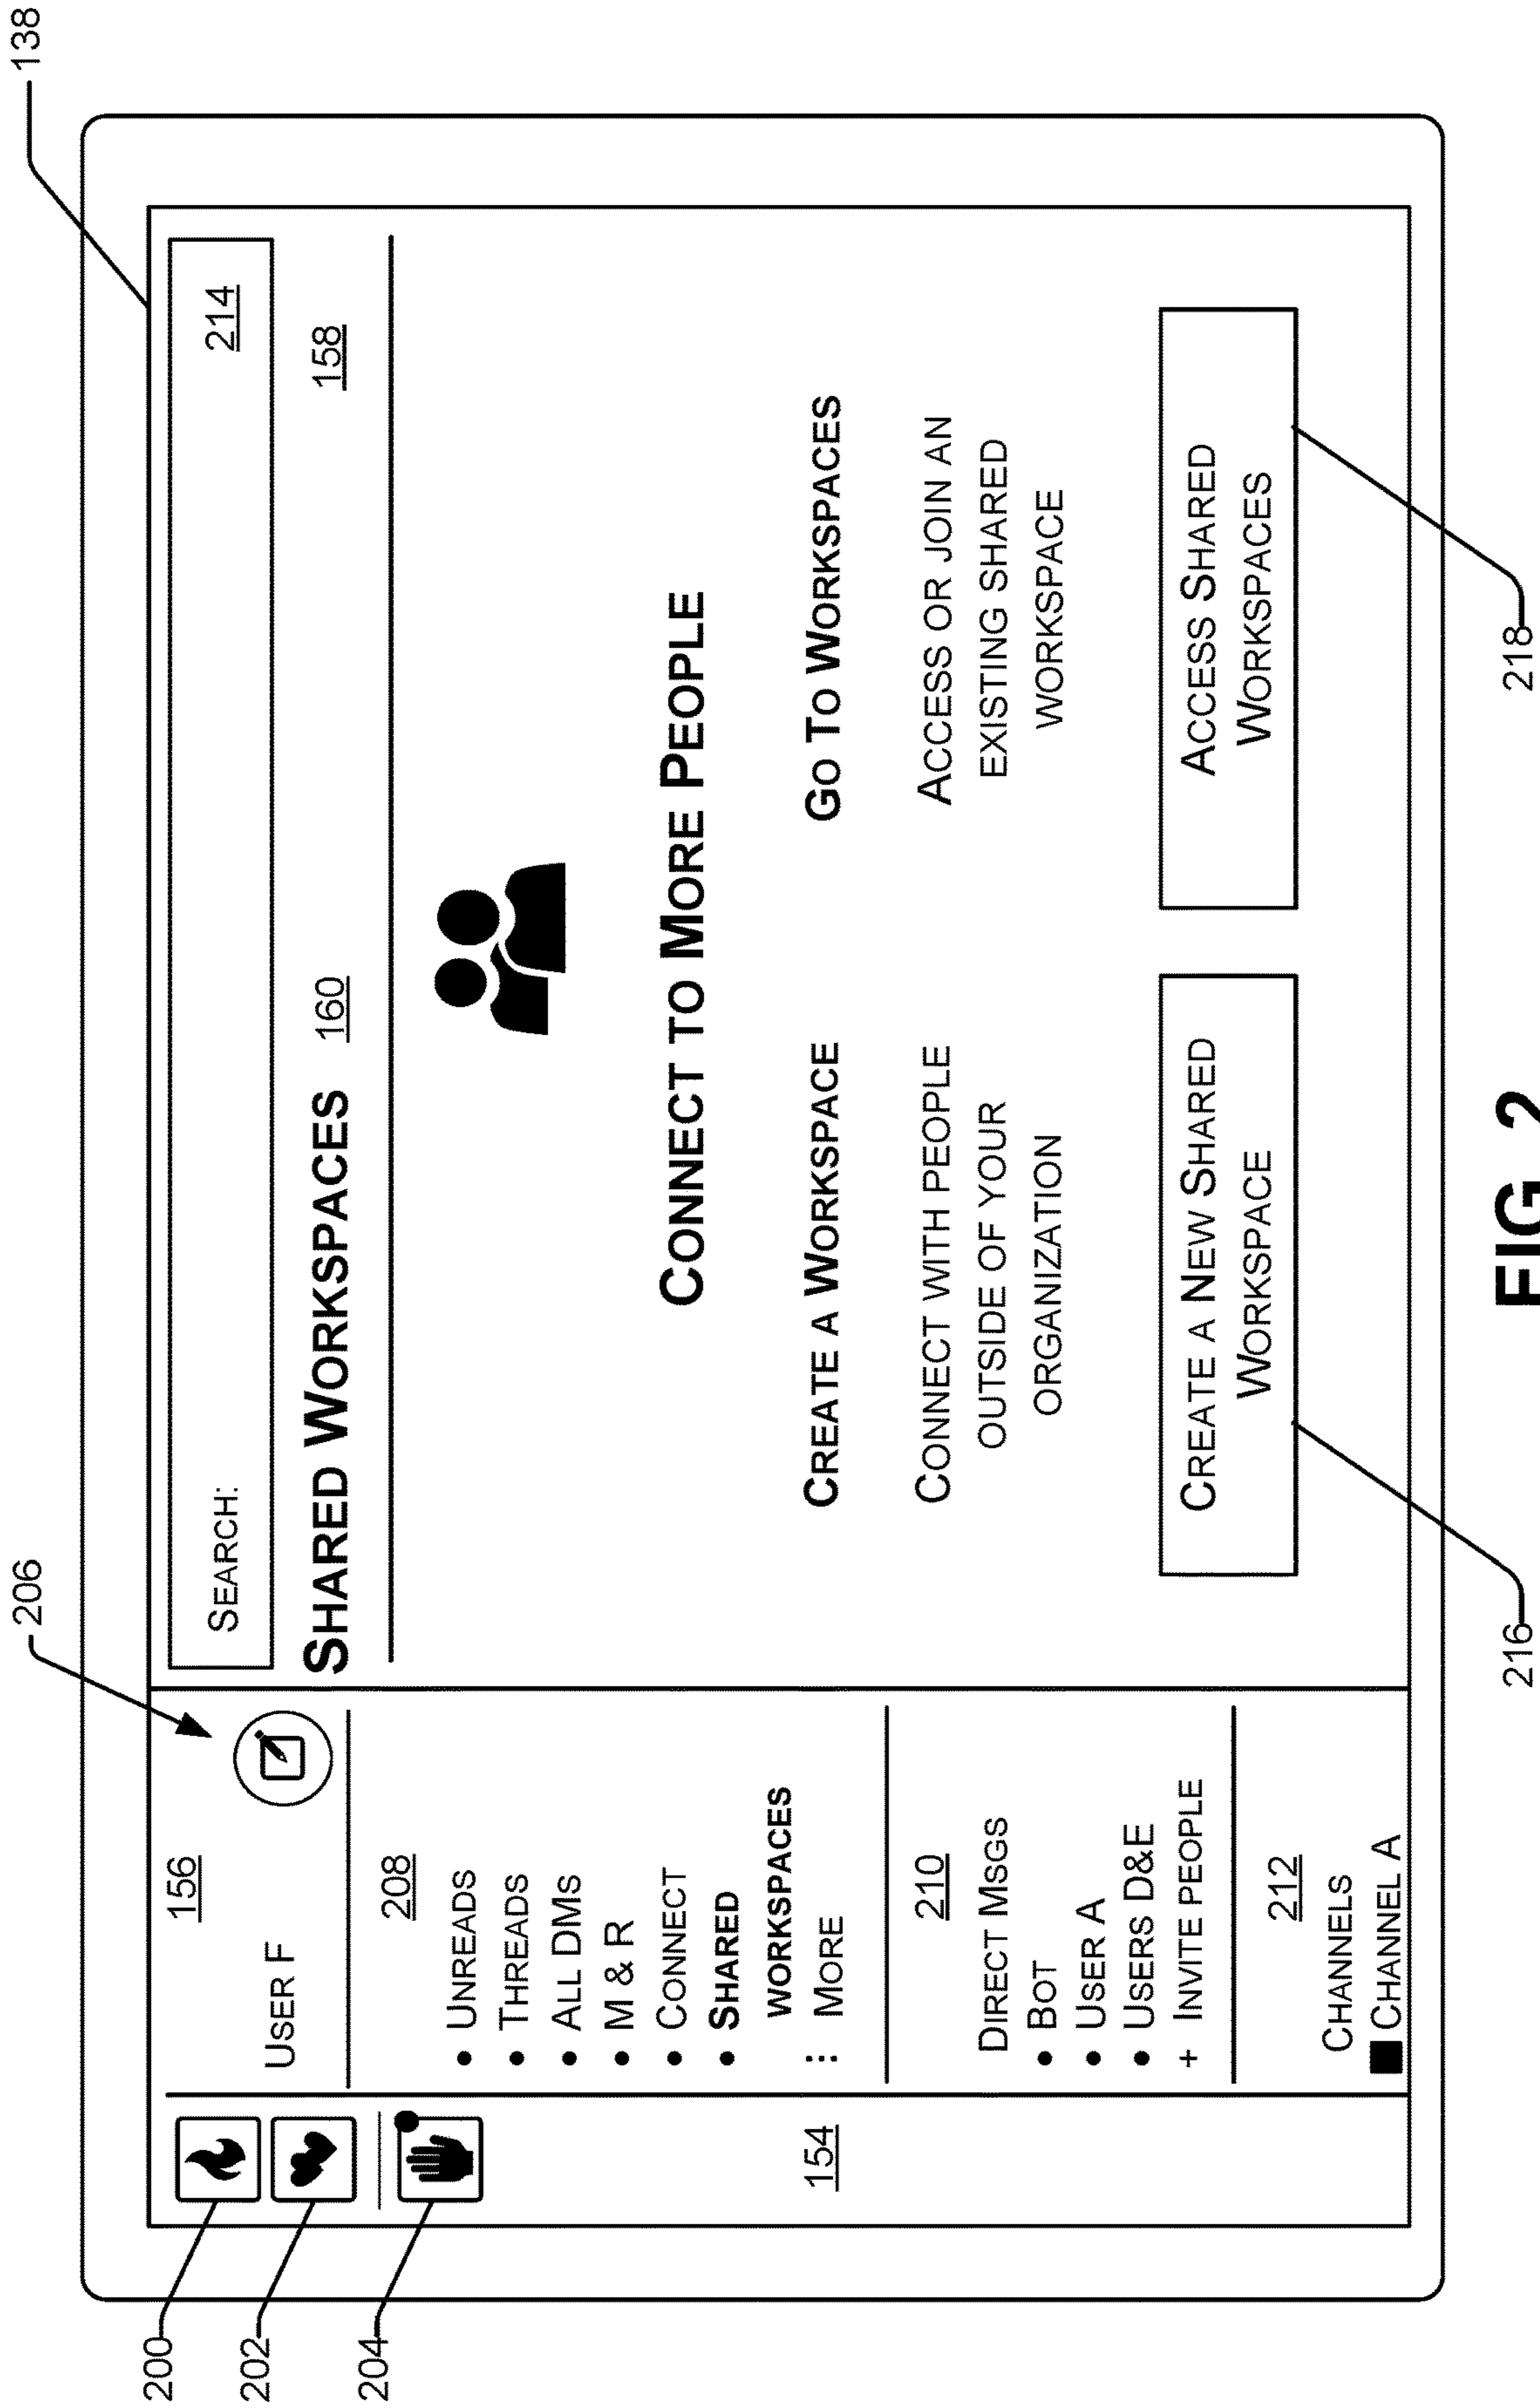 138
206
200
202
204
154
156
USER F
208
• UNREADS
• THREADS
• ALL DMS
• M & R
• CONNECT
• SHARED
WORKSPACES
MORE
210
DIRECT MSGS
• BOT
• USER A
• USERS D&E
+ INVITE PEOPLE
212
CHANNELS
CHANNEL A
SEARCH:
214
SHARED WORKSPACES 160
158
CONNECT TO MORE PEOPLE
CREATE A WORKSPACE
CONNECT WITH PEOPLE
OUTSIDE OF YOUR
ORGANIZATION
CREATE A NEW SHARED
WORKSPACE
GO TO WORKSPACES
ACCESS OR JOIN AN
EXISTING SHARED
WORKSPACE
ACCESS SHARED
WORKSPACES
216
218
FIG. 2